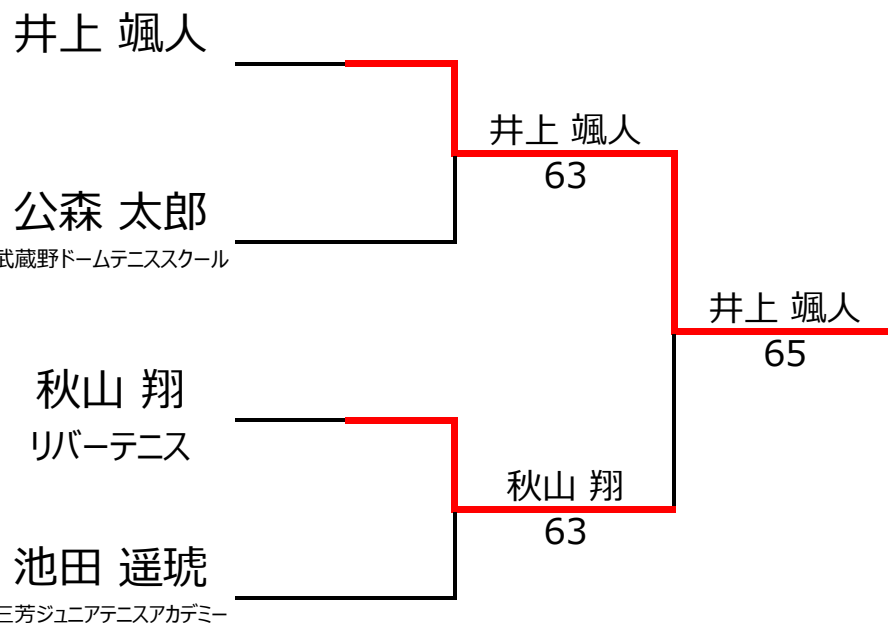 井上 颯人
井上 颯人
63
公森 太郎
武蔵野ドームテニススクール
井上 颯人
65
秋山 翔
リバーテニス
秋山 翔
63
池田 遥琥
三芳ジュニアテニスアカデミー